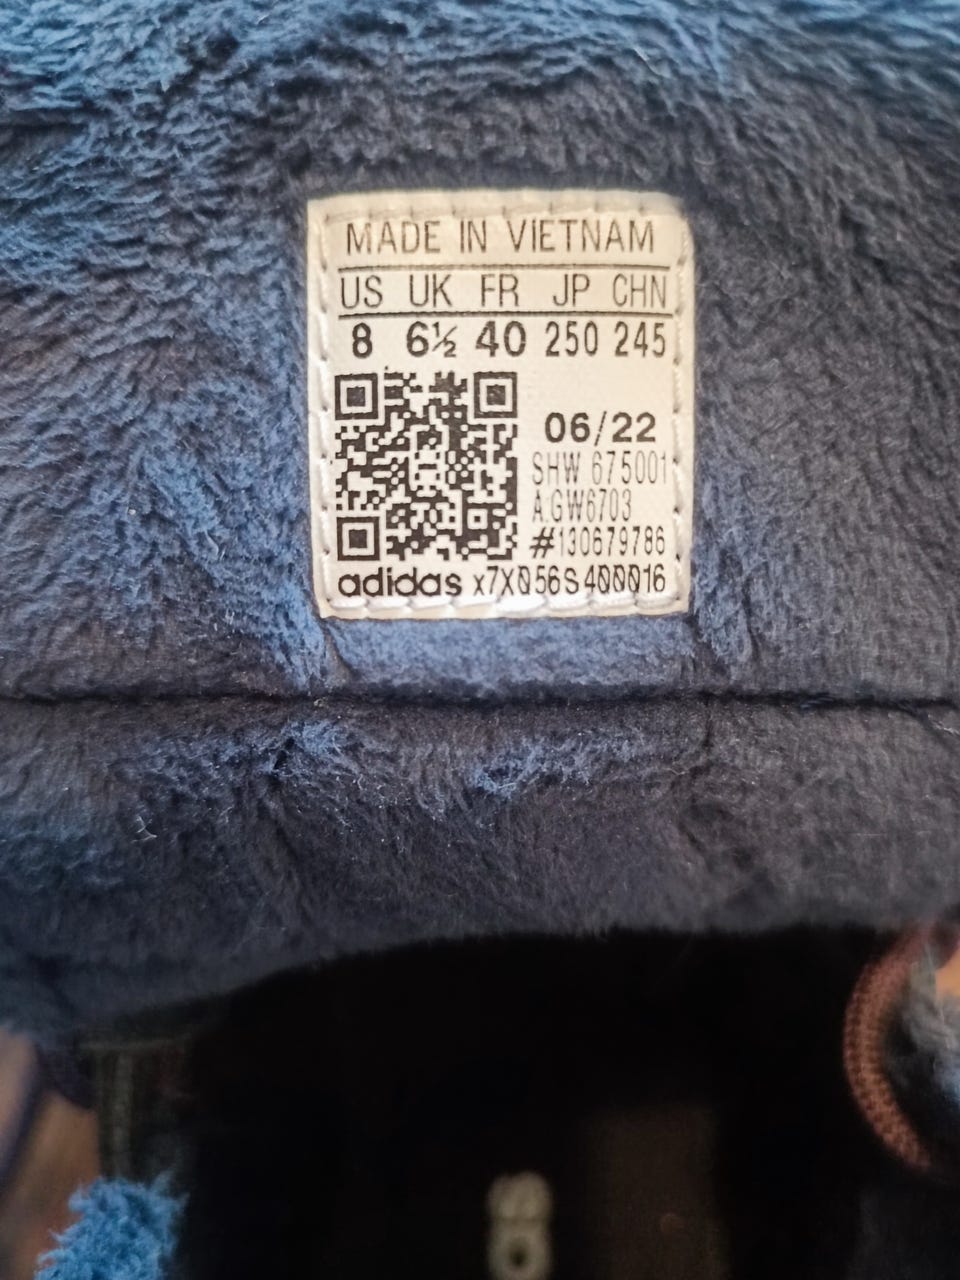 MADE IN VIETNAM
US UK FR JP CHN
8 6½ 40 250 245
06/22
SHW 675001
A.GW6703
#130679786
adidas x7X056S400016